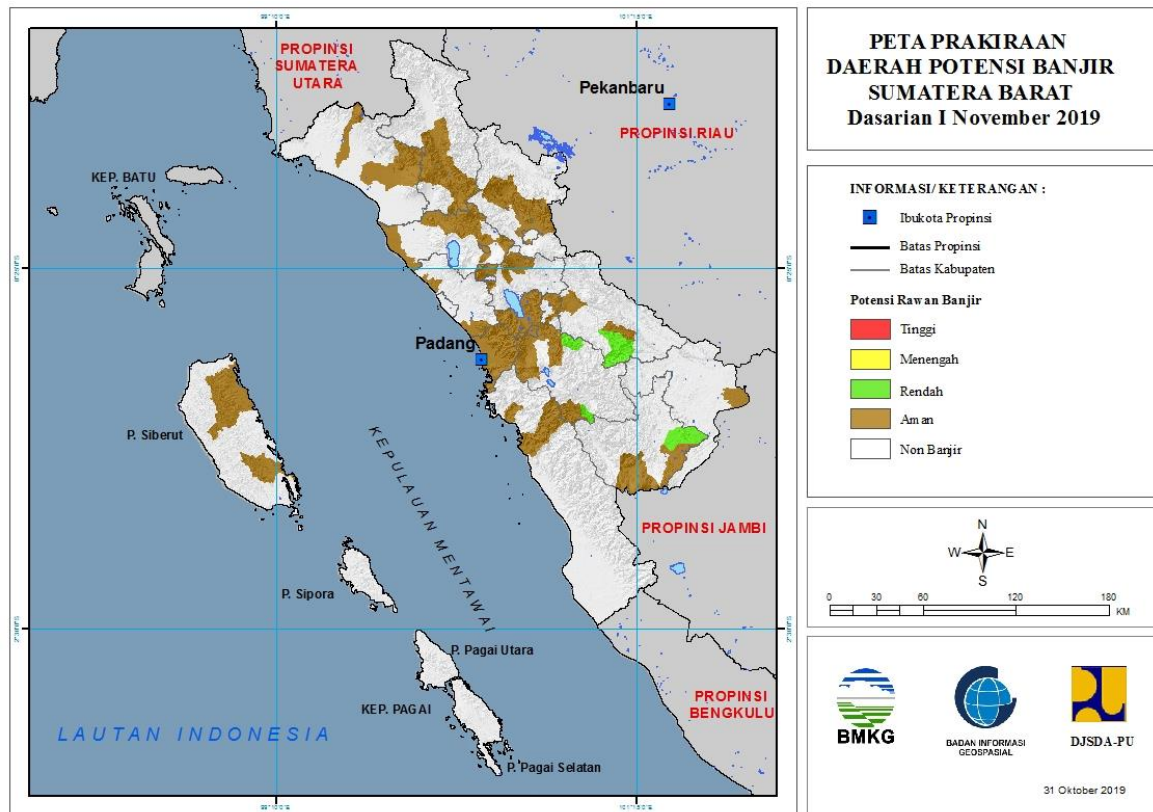 PROPINSI
SUMATERA
UTARA
Pekanbaru
PROPINSI RIAU
KEP. BATU
Padang
P. Siberut
KEPULAUAN MENTAWAI
PROPINSI JAMBI
P. Sipora
P. Pagai Utara
KEP. PAGAI
PROPINSI
BENGKULU
LAUTAN INDONESIA
P. Pagai Selatan
PETA PRAKIRAAN
DAERAH POTENSI BANJIR
SUMATERA BARAT
Dasarian I November 2019
INFORMASI/ KETERANGAN :
Ibukota Propinsi
Batas Propinsi
Batas Kabupaten
Potensi Rawan Banjir
Tinggi
Menengah
Rendah
Aman
Non Banjir
N
W E
S
0 30 60 120 180
KM
BMKG
BADAN INFORMASI
GEOSPASIAL
DJSDA-PU
31 Oktober 2019